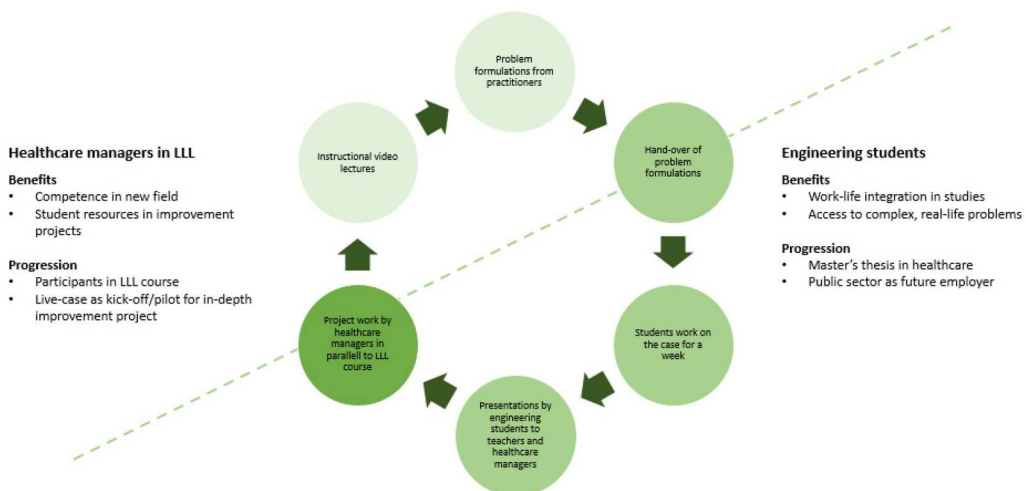 Problem
formulations from
practitioners
Hand-over of
problem
formulations
Students work on
the case for a
week
Presentations by
engineering
students to
teachers and
healthcare
managers
Project work by
healthcare
managers in
parallell to LLL
course
Instructional video
lectures
Healthcare managers in LLL
Benefits
• Competence in new field
• Student resources in improvement
projects
Progression
• Participants in LLL course
• Live-case as kick-off/pilot for in-depth
improvement project
Engineering students
Benefits
• Work-life integration in studies
• Access to complex, real-life problems
Progression
• Master's thesis in healthcare
• Public sector as future employer